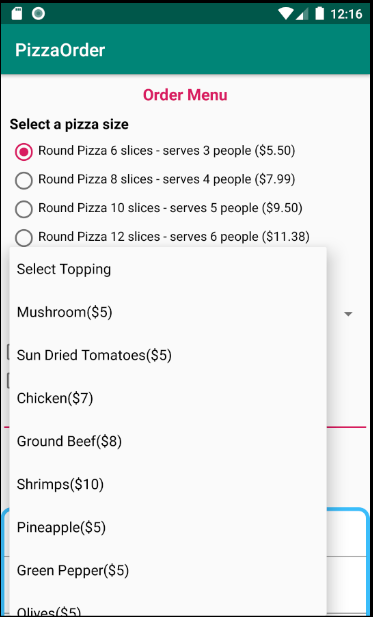 12:16
PizzaOrder
Order Menu
Select a pizza size
Round Pizza 6 slices - serves 3 people ($5.50)
Round Pizza 8 slices - serves 4 people ($7.99)
Round Pizza 10 slices - serves 5 people ($9.50)
Round Pizza 12 slices - serves 6 people ($11.38)
Select Topping
Mushroom($5)
Sun Dried Tomatoes($5)
Chicken($7)
Ground Beef($8)
Shrimps($10)
Pineapple($5)
Green Pepper($5)
Olives($5)